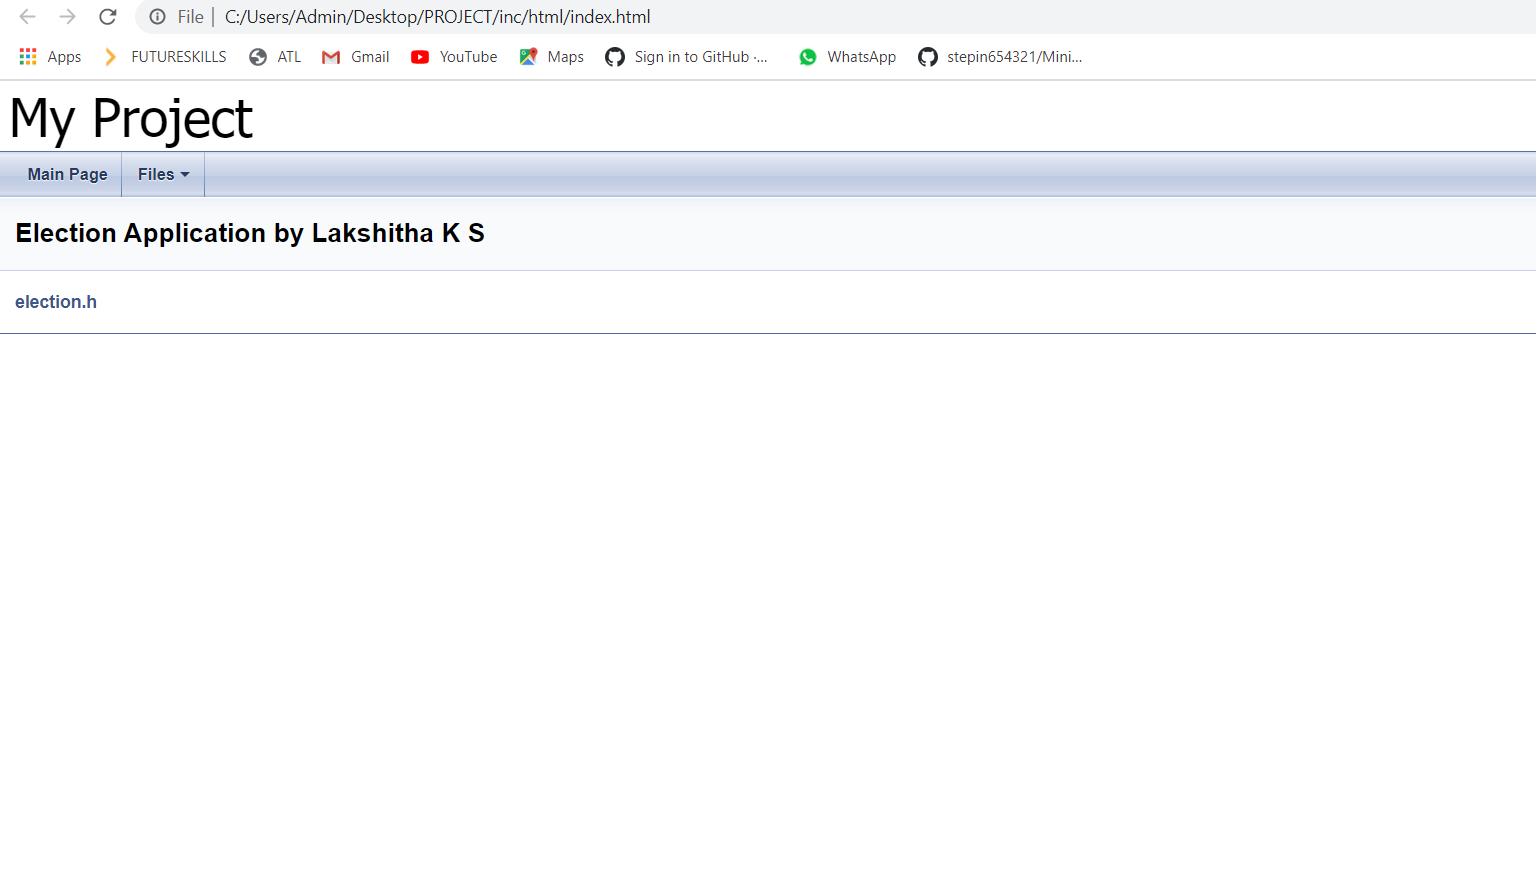 File | C:/Users/Admin/Desktop/PROJECT/inc/html/index.html
Apps FUTURESKILLS ATL Gmail YouTube Maps Sign in to GitHub ·... WhatsApp stepin654321/Mini...
My Project
Main Page Files
Election Application by Lakshitha K S
election.h